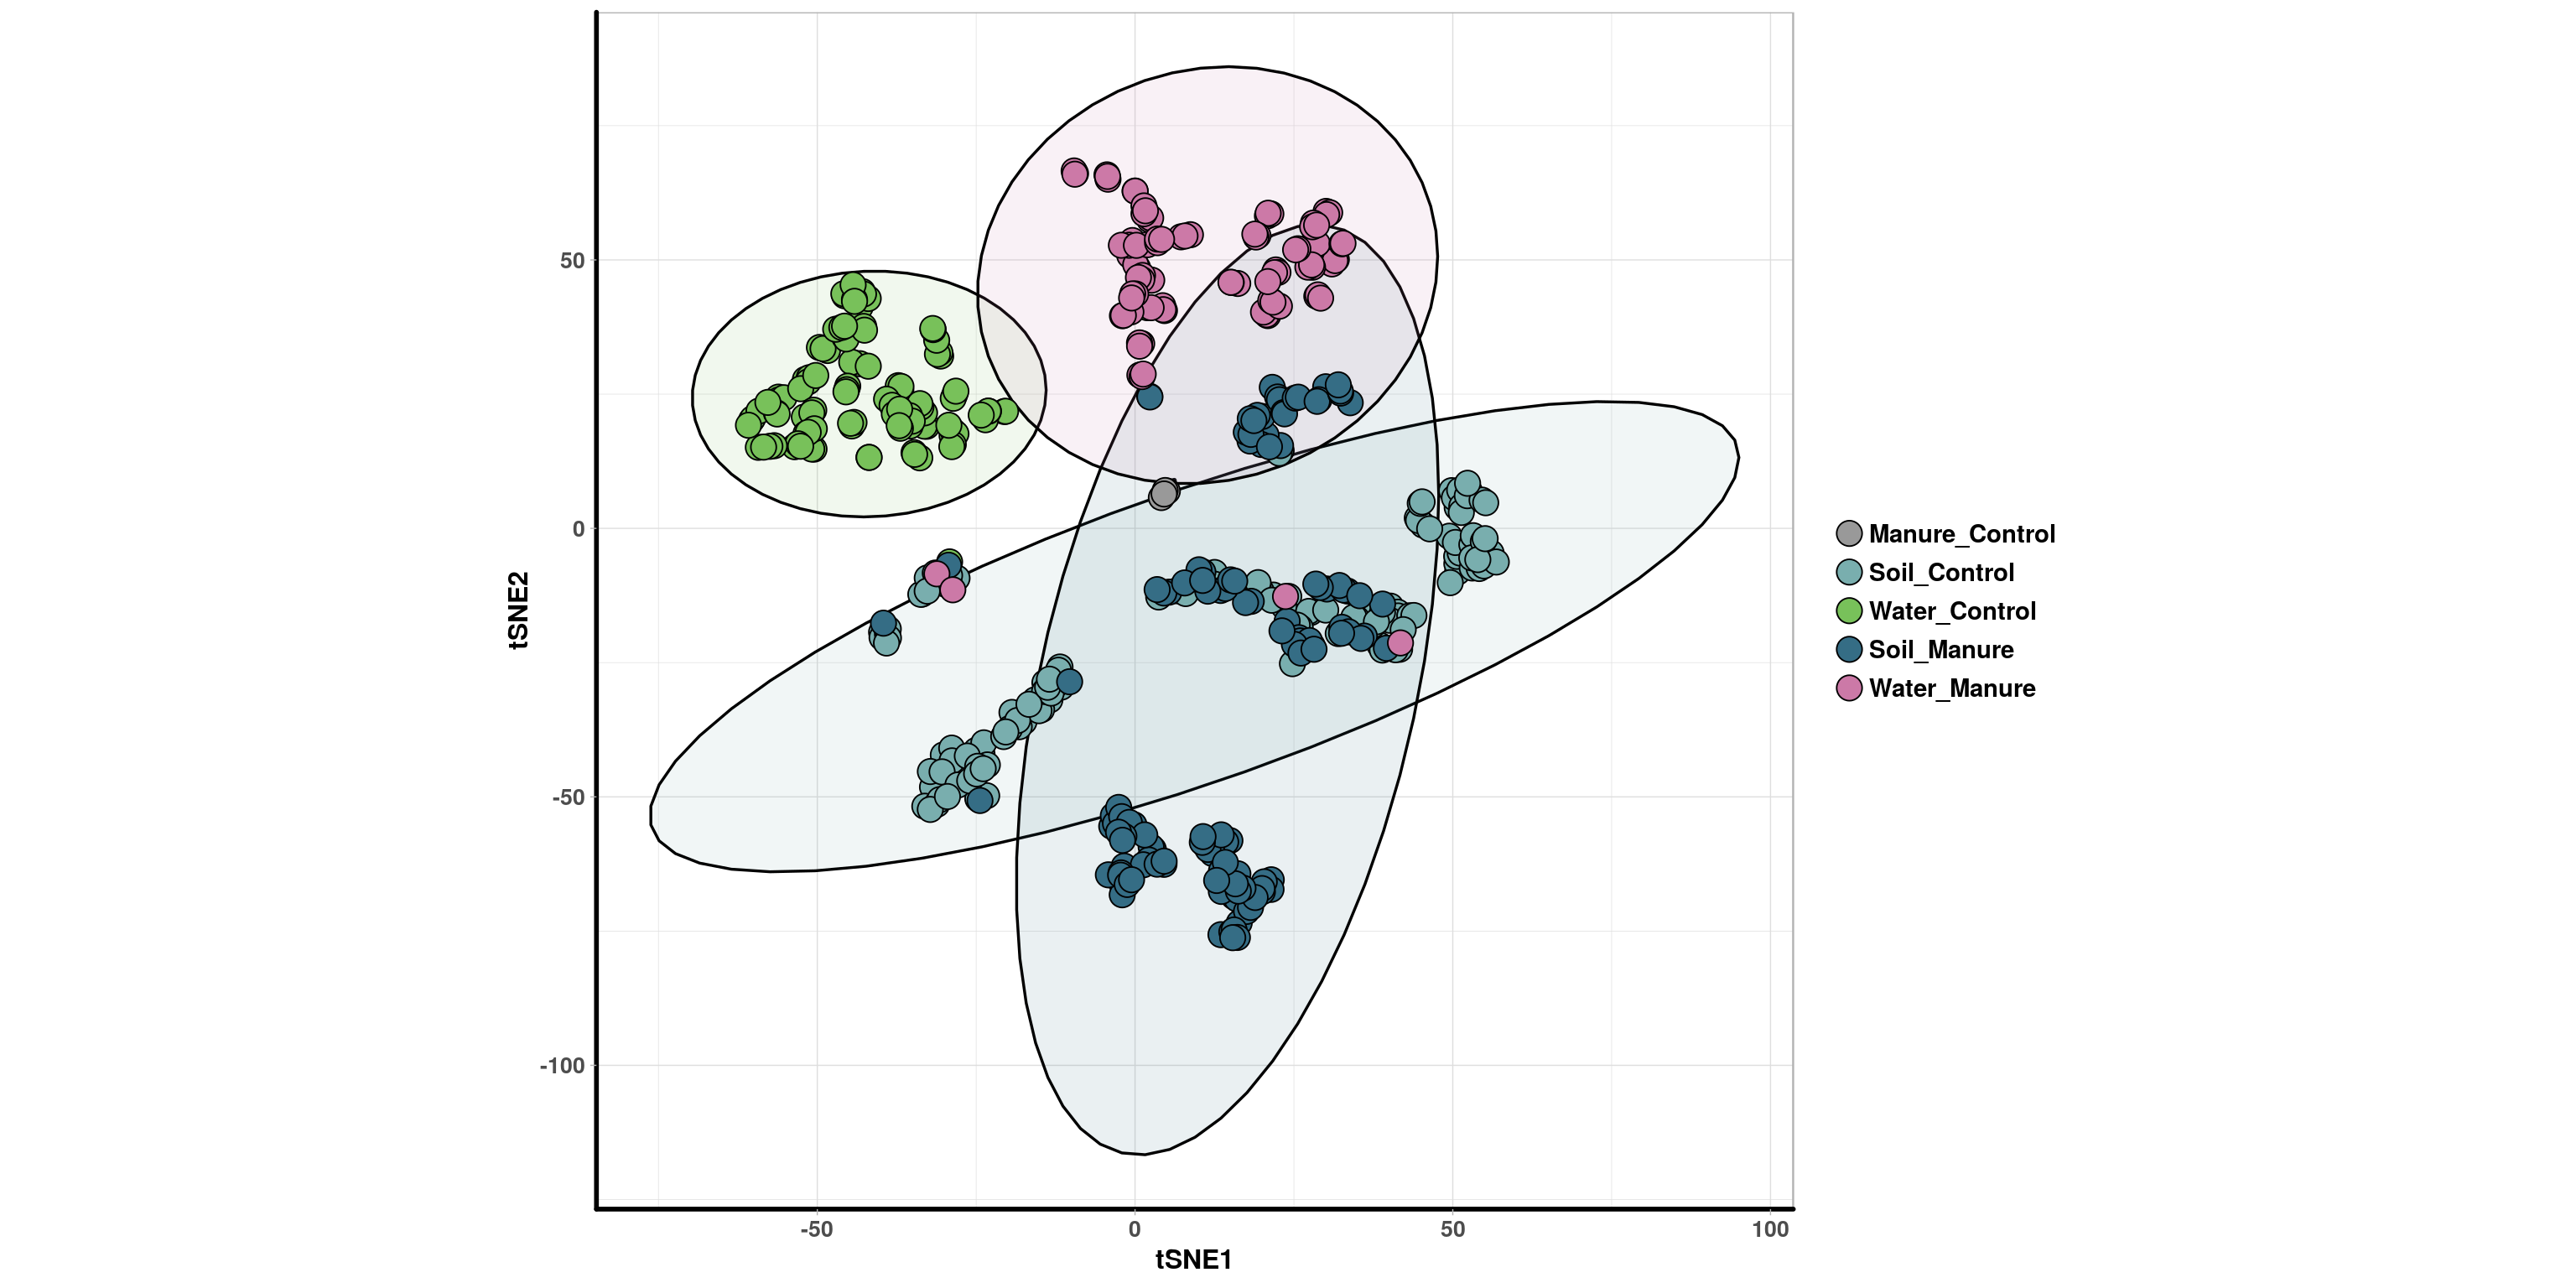 50
0
-50
-100
tSNE2
-50
0
50
100
tSNE1
Manure_Control
Soil_Control
Water_Control
Soil_Manure
Water_Manure